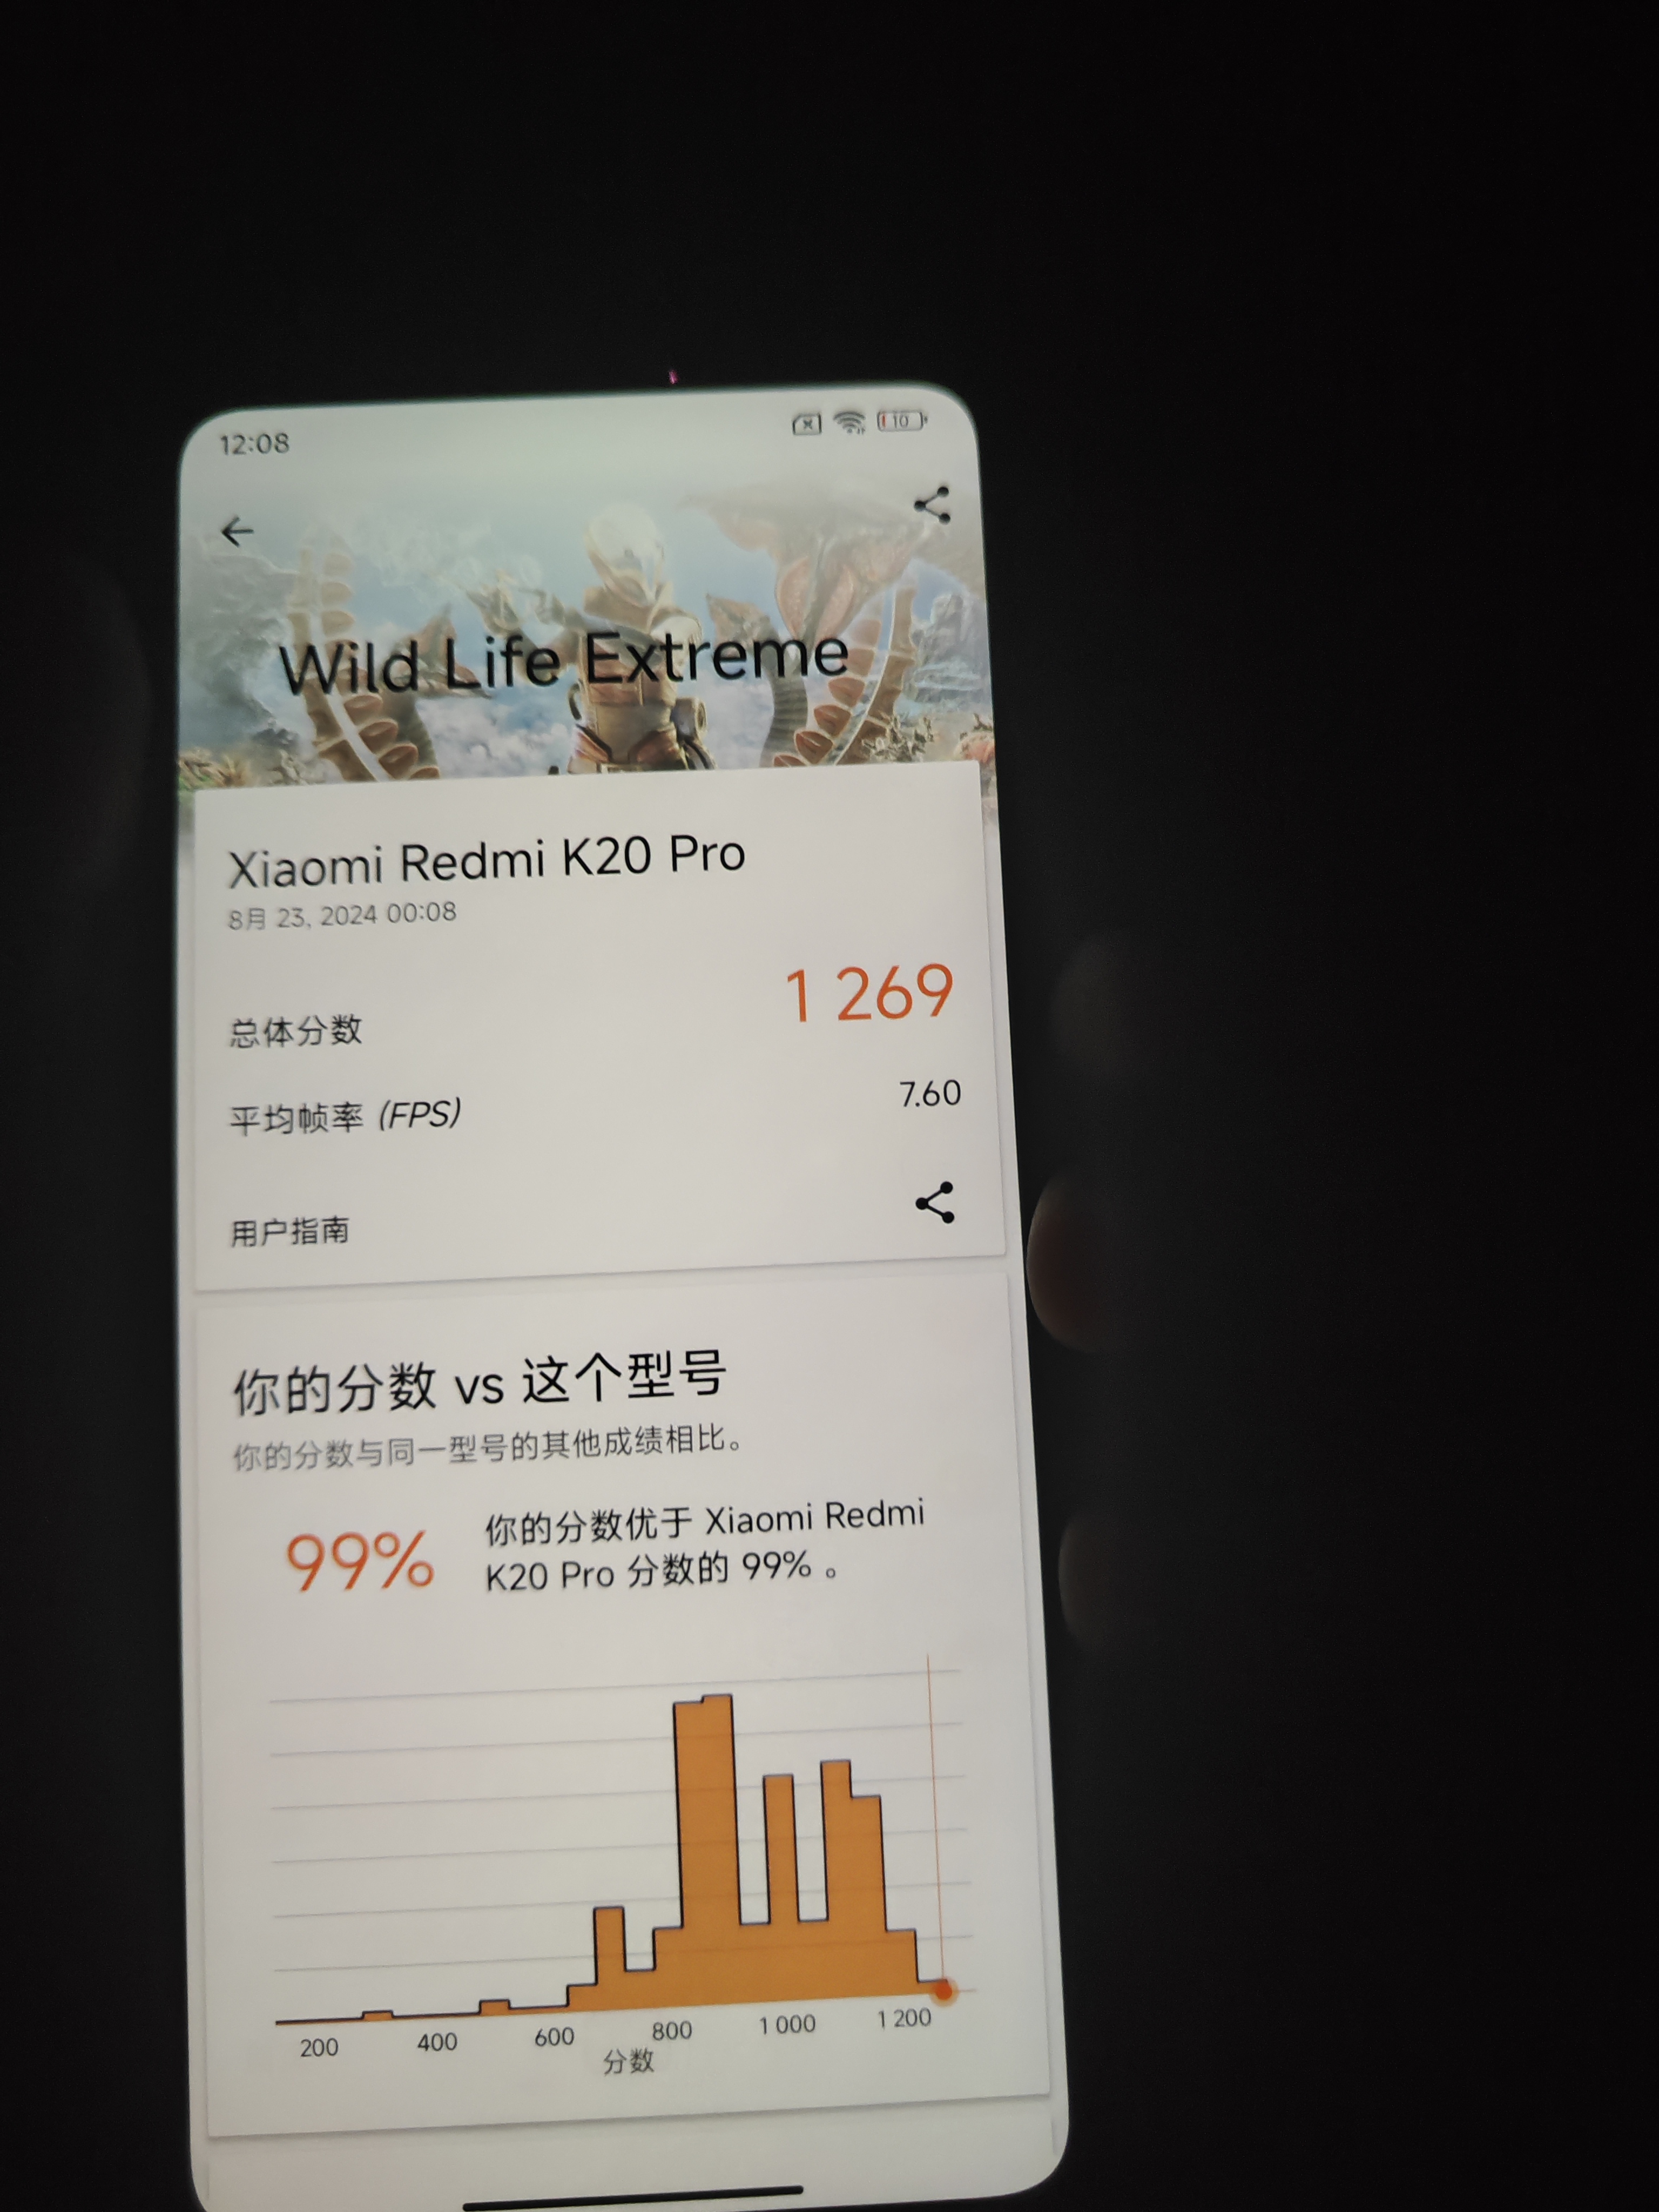 12:08
10
Wild Life Extreme
Xiaomi Redmi K20 Pro
8月 23, 2024 00:08
总体分数
1 269
平均帧率 (FPS)
7.60
用户指南
你的分数 vs 这个型号
你的分数与同一型号的其他成绩相比。
99%
你的分数优于 Xiaomi Redmi
K20 Pro 分数的 99% 。
200 400 600 800 1 000 1 200
分数